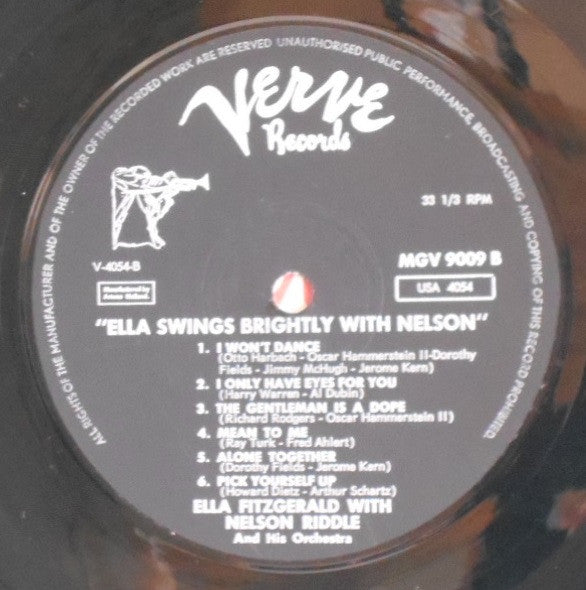 ALL RIGHTS OF THE MANUFACTURER AND OF THE OWNER OF THE RECORDED WORK ARE RESERVED UNAUTHORISED PUBLIC PERFORMANCE, BROADCASTING AND COPYING OF THIS RECORD PROHIBITED.
Verve
Records
33 1/3 RPM
V-4054-B
MGV 9009 B
Manufactured by
USA 4054
"ELLA SWINGS BRIGHTLY WITH NELSON"
1. I WON'T DANCE
(Otto Harbach - Oscar Hammerstein II-Dorothy
Fields - Jimmy McHugh - Jerome Kern)
2. I ONLY HAVE EYES FOR YOU
(Harry Warren - Al Dubin)
3. THE GENTLEMAN IS A DOPE
(Richard Rodgers - Oscar Hammerstein II)
4. MEAN TO ME
(Ray Turk - Fred Ahlers)
5. ALONE TOGETHER
(Dorothy Fields - Jerome Kern)
6. PICK YOURSELF UP
(Howard Dietz - Arthur Schartz)
ELLA FITZGERALD WITH
NELSON RIDDLE
And His Orchestra